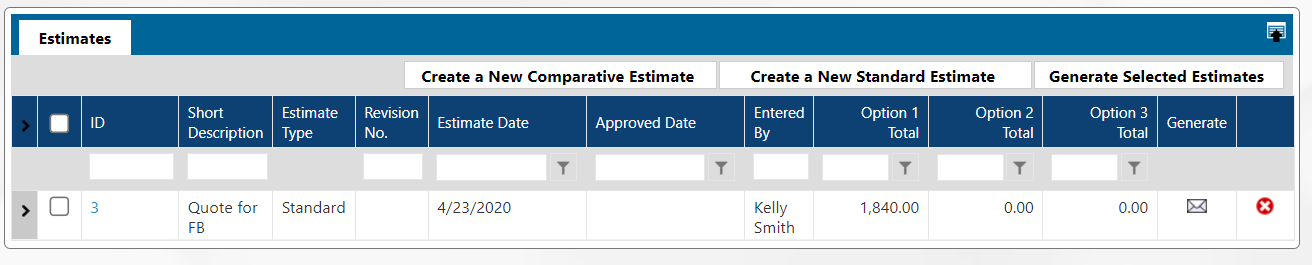 Estimates
Create a New Comparative Estimate Create a New Standard Estimate Generate Selected Estimates
ID Short Description Estimate Type Revision No. Estimate Date Approved Date Entered By Option 1 Total Option 2 Total Option 3 Total Generate
3 Quote for FB Standard 4/23/2020 Kelly Smith 1,840.00 0.00 0.00